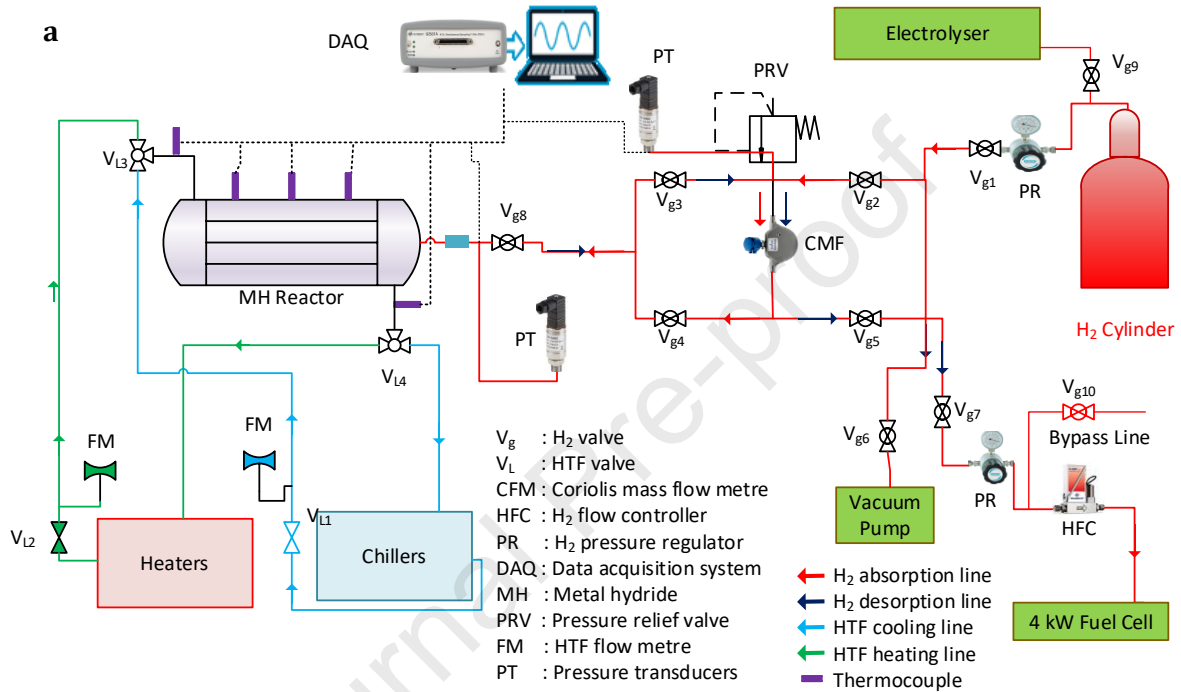 a
DAQ
PT
PRV
Electrolyser
Vg9
VL3
Vg8
Vg3
Vg2
Vg1
PR
CMF
MH Reactor
H2 Cylinder
PT
Vg4
Vg5
VL4
FM
FM
Vg10
Bypass Line
Vg7
Vg6
PR
HFC
VL2
VL1
Heaters
Chillers
Vacuum
Pump
4 kW Fuel Cell
Vg : H2 valve
VL : HTF valve
CFM : Coriolis mass flow metre
HFC : H2 flow controller
PR : H2 pressure regulator
DAQ : Data acquisition system
MH : Metal hydride
PRV : Pressure relief valve
FM : HTF flow metre
PT : Pressure transducers
H2 absorption line
H2 desorption line
HTF cooling line
HTF heating line
Thermocouple
urnal Pre-proof